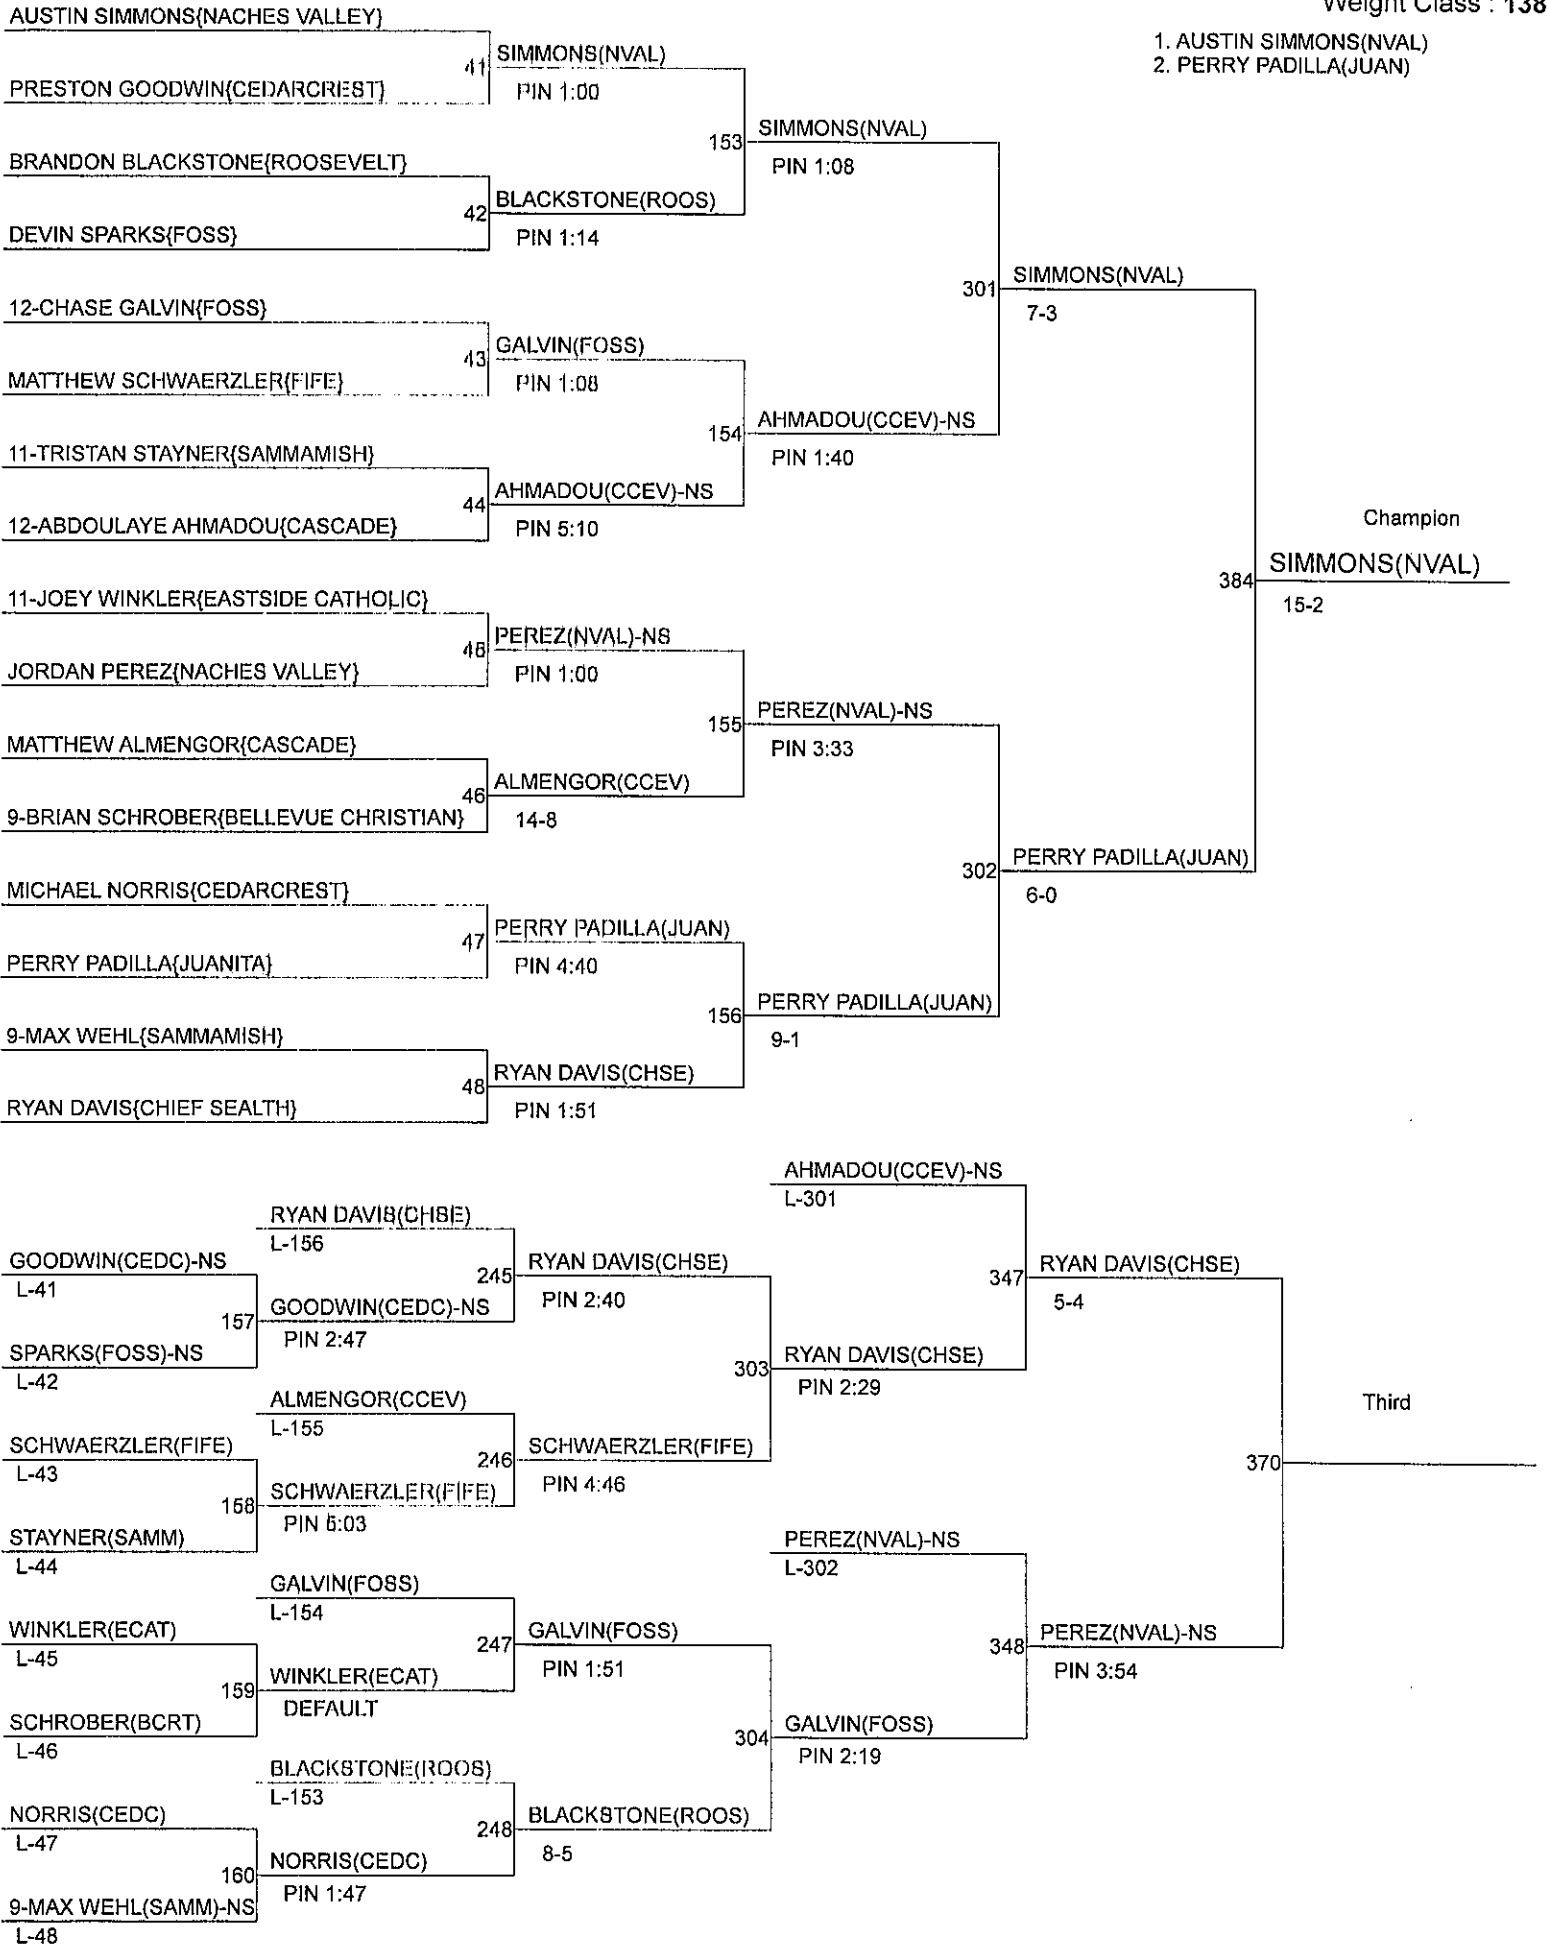 Weight Class : 138
1. AUSTIN SIMMONS(NVAL)
2. PERRY PADILLA(JUAN)
AUSTIN SIMMONS{NACHES VALLEY}
41
SIMMONS(NVAL)
PIN 1:00
PRESTON GOODWIN{CEDARCREST}
153
SIMMONS(NVAL)
PIN 1:08
BRANDON BLACKSTONE{ROOSEVELT}
42
BLACKSTONE(ROOS)
PIN 1:14
DEVIN SPARKS{FOSS}
301
SIMMONS(NVAL)
7-3
12-CHASE GALVIN{FOSS}
43
GALVIN(FOSS)
PIN 1:08
MATTHEW SCHWAERZLER{FIFE}
154
AHMADOU(CCEV)-NS
PIN 1:40
11-TRISTAN STAYNER{SAMMAMISH}
44
AHMADOU(CCEV)-NS
PIN 5:10
12-ABDOULAYE AHMADOU{CASCADE}
Champion
384
SIMMONS(NVAL)
15-2
11-JOEY WINKLER{EASTSIDE CATHOLIC}
45
PEREZ(NVAL)-NS
PIN 1:00
JORDAN PEREZ{NACHES VALLEY}
155
PEREZ(NVAL)-NS
PIN 3:33
MATTHEW ALMENGOR{CASCADE}
46
ALMENGOR(CCEV)
14-8
9-BRIAN SCHROBER{BELLEVUE CHRISTIAN}
302
PERRY PADILLA(JUAN)
6-0
MICHAEL NORRIS{CEDARCREST}
47
PERRY PADILLA(JUAN)
PIN 4:40
PERRY PADILLA{JUANITA}
156
PERRY PADILLA(JUAN)
9-1
9-MAX WEHL{SAMMAMISH}
48
RYAN DAVIS(CHSE)
PIN 1:51
RYAN DAVIS{CHIEF SEALTH}
AHMADOU(CCEV)-NS
L-301
RYAN DAVIS(CHSE)
L-156
GOODWIN(CEDC)-NS
L-41
245
RYAN DAVIS(CHSE)
PIN 2:40
347
RYAN DAVIS(CHSE)
5-4
157
GOODWIN(CEDC)-NS
PIN 2:47
SPARKS(FOSS)-NS
L-42
303
RYAN DAVIS(CHSE)
PIN 2:29
ALMENGOR(CCEV)
L-155
Third
SCHWAERZLER(FIFE)
L-43
246
SCHWAERZLER(FIFE)
PIN 4:46
370
158
SCHWAERZLER(FIFE)
PIN 5:03
STAYNER(SAMM)
L-44
PEREZ(NVAL)-NS
L-302
GALVIN(FOSS)
L-154
WINKLER(ECAT)
L-45
247
GALVIN(FOSS)
PIN 1:51
348
PEREZ(NVAL)-NS
PIN 3:54
159
WINKLER(ECAT)
DEFAULT
SCHROBER(BCRT)
L-46
304
GALVIN(FOSS)
PIN 2:19
BLACKSTONE(ROOS)
L-153
NORRIS(CEDC)
L-47
248
BLACKSTONE(ROOS)
8-5
160
NORRIS(CEDC)
PIN 1:47
9-MAX WEHL(SAMM)-NS
L-48